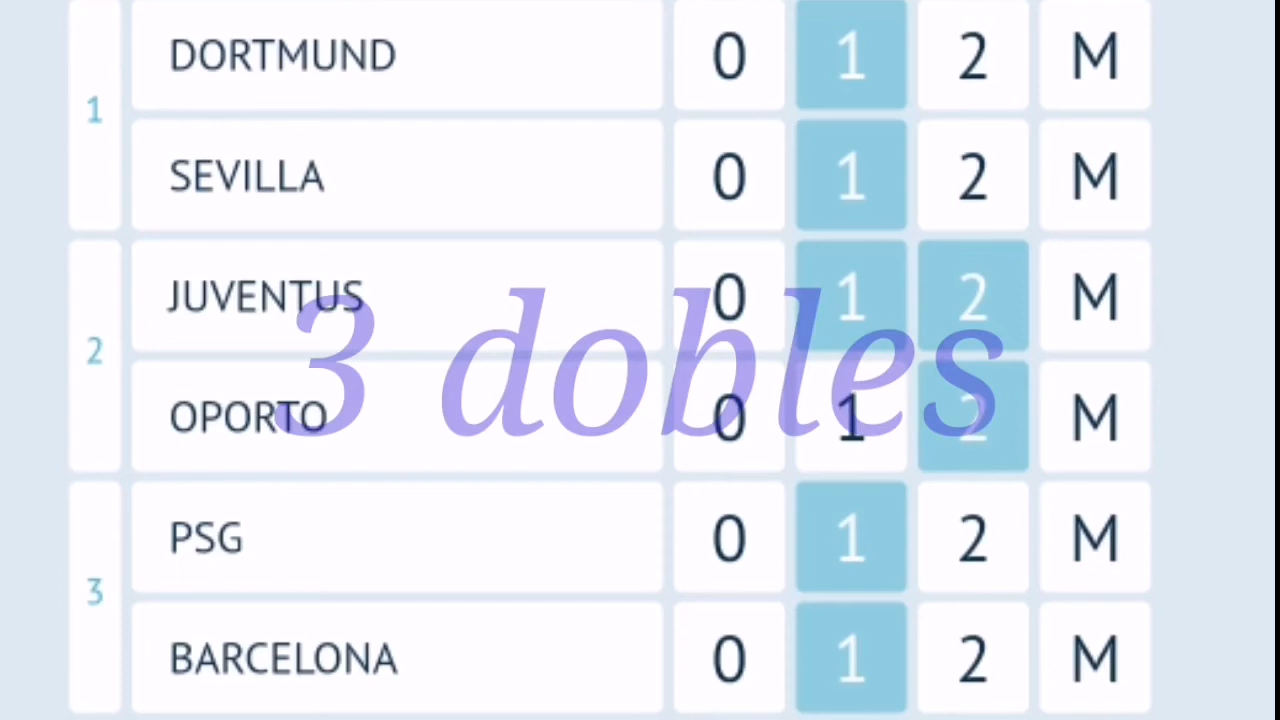 1
DORTMUND 0 1 2 M
SEVILLA 0 1 2 M
2
JUVENTUS 0 1 2 M
3 dobles
OPORTO 0 1 2 M
3
PSG 0 1 2 M
BARCELONA 0 1 2 M